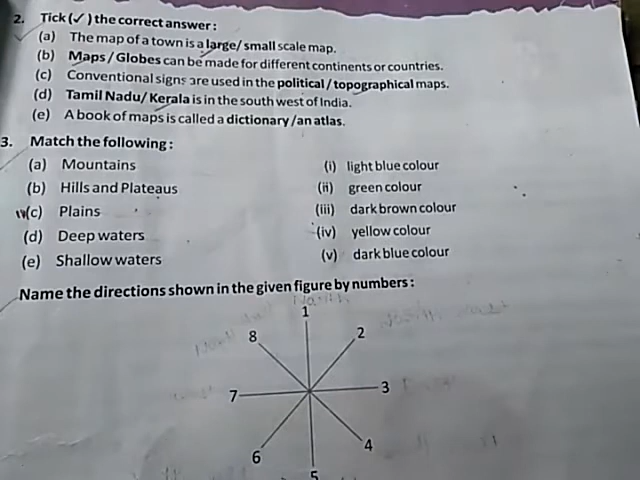 2. Tick (✓) the correct answer :
(a) The map of a town is a large / small scale map.
(b) Maps / Globes can be made for different continents or countries.
(c) Conventional signs are used in the political / topographical maps.
(d) Tamil Nadu / Kerala is in the south west of India.
(e) A book of maps is called a dictionary / an atlas.
3. Match the following :
(a) Mountains (i) light blue colour
(b) Hills and Plateaus (ii) green colour
(c) Plains (iii) dark brown colour
(d) Deep waters (iv) yellow colour
(e) Shallow waters (v) dark blue colour
Name the directions shown in the given figure by numbers :
North
1
8 2
7 3
6 4
5